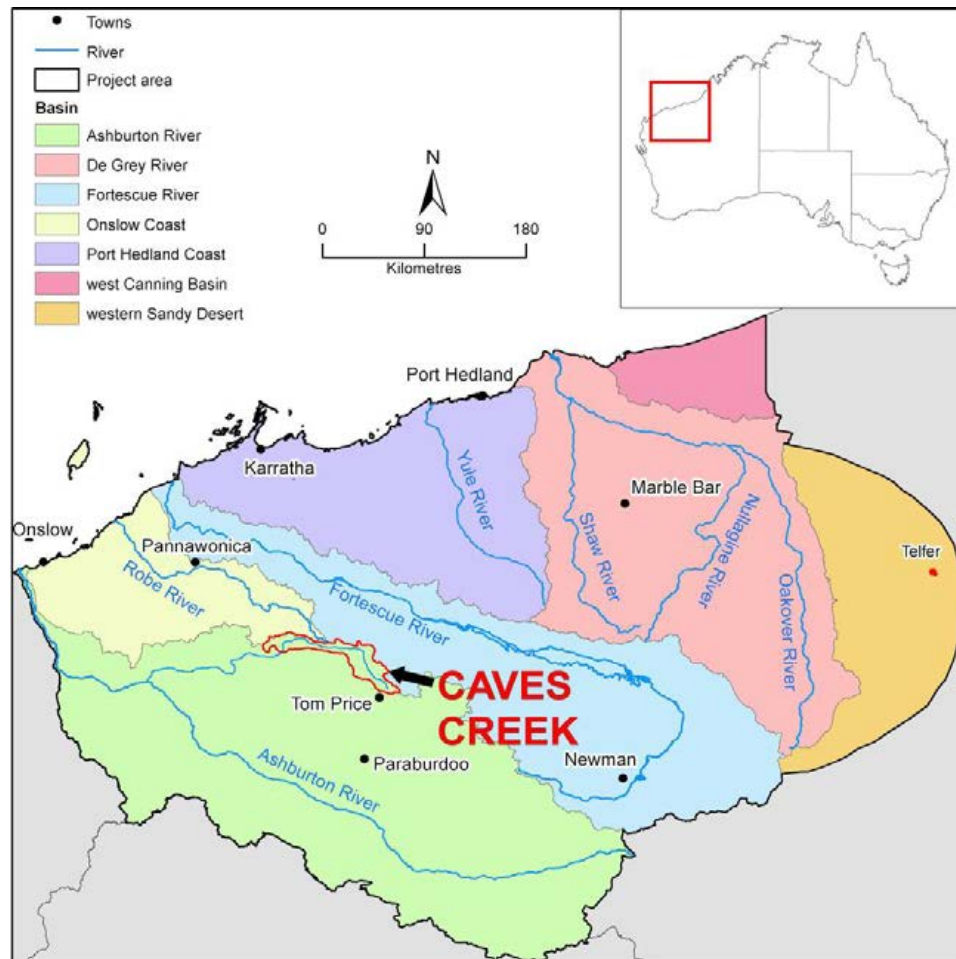 Towns
River
Project area
Basin
Ashburton River
De Grey River
Fortescue River
Onslow Coast
Port Hedland Coast
west Canning Basin
western Sandy Desert
N
0 90 180
Kilometres
Port Hedland
Karratha
Yule River
Marble Bar
Shaw River
Nullagine River
Oakover River
Telfer
Onslow
Pannawonica
Robe River
Fortescue River
CAVES
CREEK
Tom Price
Paraburdoo
Newman
Ashburton River